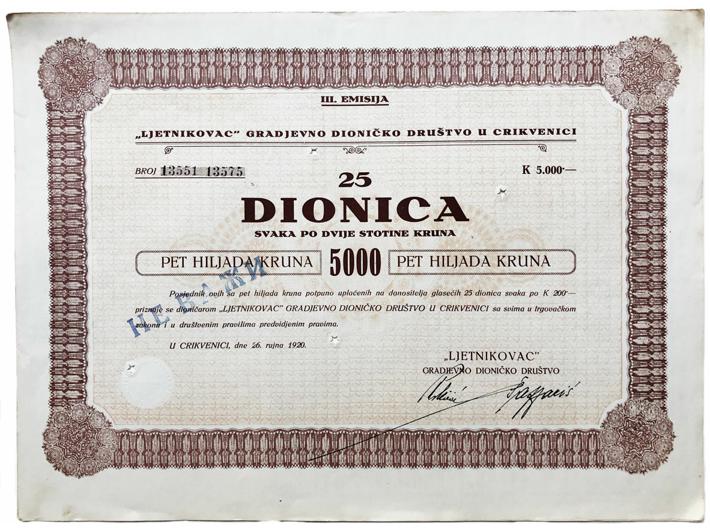 III. EMISIJA
„LJETNIKOVAC" GRADJEVNO DIONIČKO DRUŠTVO U CRIKVENICI
BROJ 13551 13575
K 5.000·—
25
DIONICA
SVAKA PO DVIJE STOTINE KRUNA
PET HILJADA KRUNA 5000 PET HILJADA KRUNA
НЕ ВАЖИ
Posjednik ovih sa pet hiljada kruna potpuno uplaćenih na donositelja glasećih 25 dionica svaka po K 200·—
priznaje se dioničarom „LJETNIKOVAC" GRADJEVNO DIONIČKO DRUŠTVO U CRIKVENICI sa svima u trgovačkom
zakonu i u društvenim pravilima predvidjenim pravima.
U CRIKVENICI, dne 26. rujna 1920.
„LJETNIKOVAC"
GRADJEVNO DIONIČKO DRUŠTVO